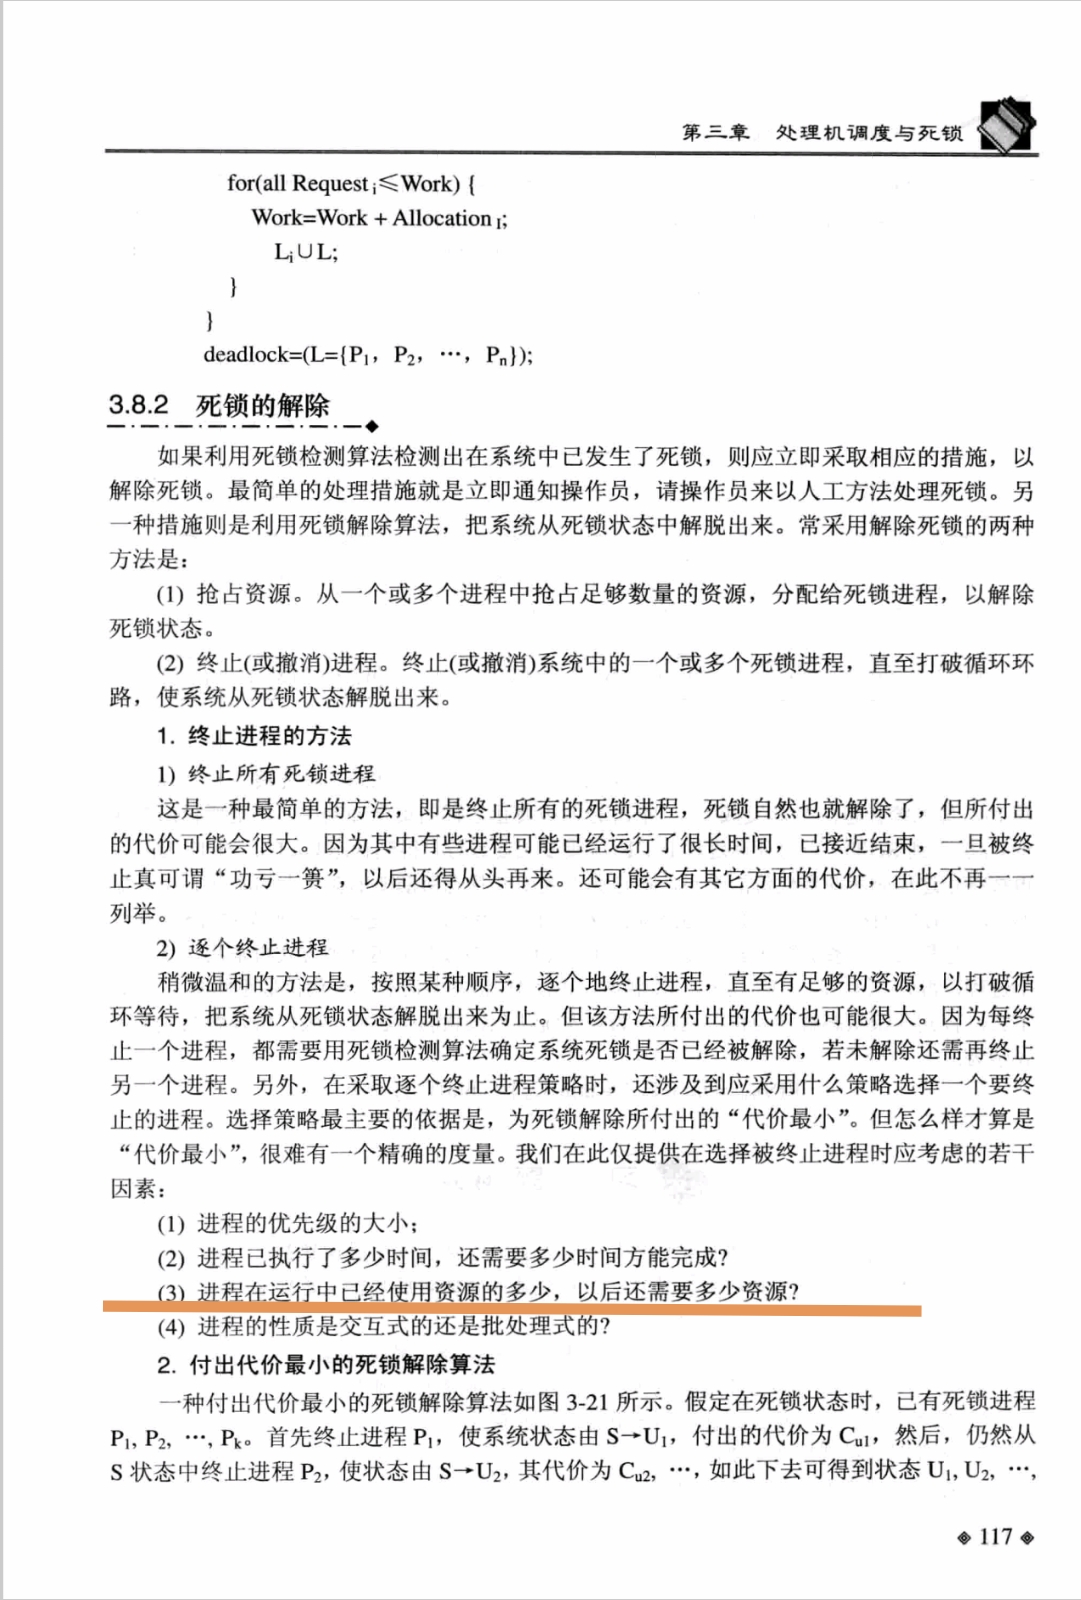 第三章 处理机调度与死锁
for(all Request i≤Work) {
Work=Work + Allocation I;
Li∪L;
}
}
deadlock=(L={P1，P2，…，Pn});
3.8.2 死锁的解除
如果利用死锁检测算法检测出在系统中已发生了死锁，则应立即采取相应的措施，以
解除死锁。最简单的处理措施就是立即通知操作员，请操作员来以人工方法处理死锁。另
一种措施则是利用死锁解除算法，把系统从死锁状态中解脱出来。常采用解除死锁的两种
方法是：
(1) 抢占资源。从一个或多个进程中抢占足够数量的资源，分配给死锁进程，以解除
死锁状态。
(2) 终止(或撤消)进程。终止(或撤消)系统中的一个或多个死锁进程，直至打破循环环
路，使系统从死锁状态解脱出来。
1. 终止进程的方法
1) 终止所有死锁进程
这是一种最简单的方法，即是终止所有的死锁进程，死锁自然也就解除了，但所付出
的代价可能会很大。因为其中有些进程可能已经运行了很长时间，已接近结束，一旦被终
止真可谓“功亏一篑”，以后还得从头再来。还可能会有其它方面的代价，在此不再一一
列举。
2) 逐个终止进程
稍微温和的方法是，按照某种顺序，逐个地终止进程，直至有足够的资源，以打破循
环等待，把系统从死锁状态解脱出来为止。但该方法所付出的代价也可能很大。因为每终
止一个进程，都需要用死锁检测算法确定系统死锁是否已经被解除，若未解除还需再终止
另一个进程。另外，在采取逐个终止进程策略时，还涉及到应采用什么策略选择一个要终
止的进程。选择策略最主要的依据是，为死锁解除所付出的“代价最小”。但怎么样才算是
“代价最小”，很难有一个精确的度量。我们在此仅提供在选择被终止进程时应考虑的若干
因素：
(1) 进程的优先级的大小；
(2) 进程已执行了多少时间，还需要多少时间方能完成?
(3) 进程在运行中已经使用资源的多少，以后还需要多少资源?
(4) 进程的性质是交互式的还是批处理式的?
2. 付出代价最小的死锁解除算法
一种付出代价最小的死锁解除算法如图 3-21 所示。假定在死锁状态时，已有死锁进程
P1, P2, …, Pk。首先终止进程 P1，使系统状态由 S→U1，付出的代价为 Cu1，然后，仍然从
S 状态中终止进程 P2, 使状态由 S→U2, 其代价为 Cu2, …, 如此下去可得到状态 U1, U2, …,
117